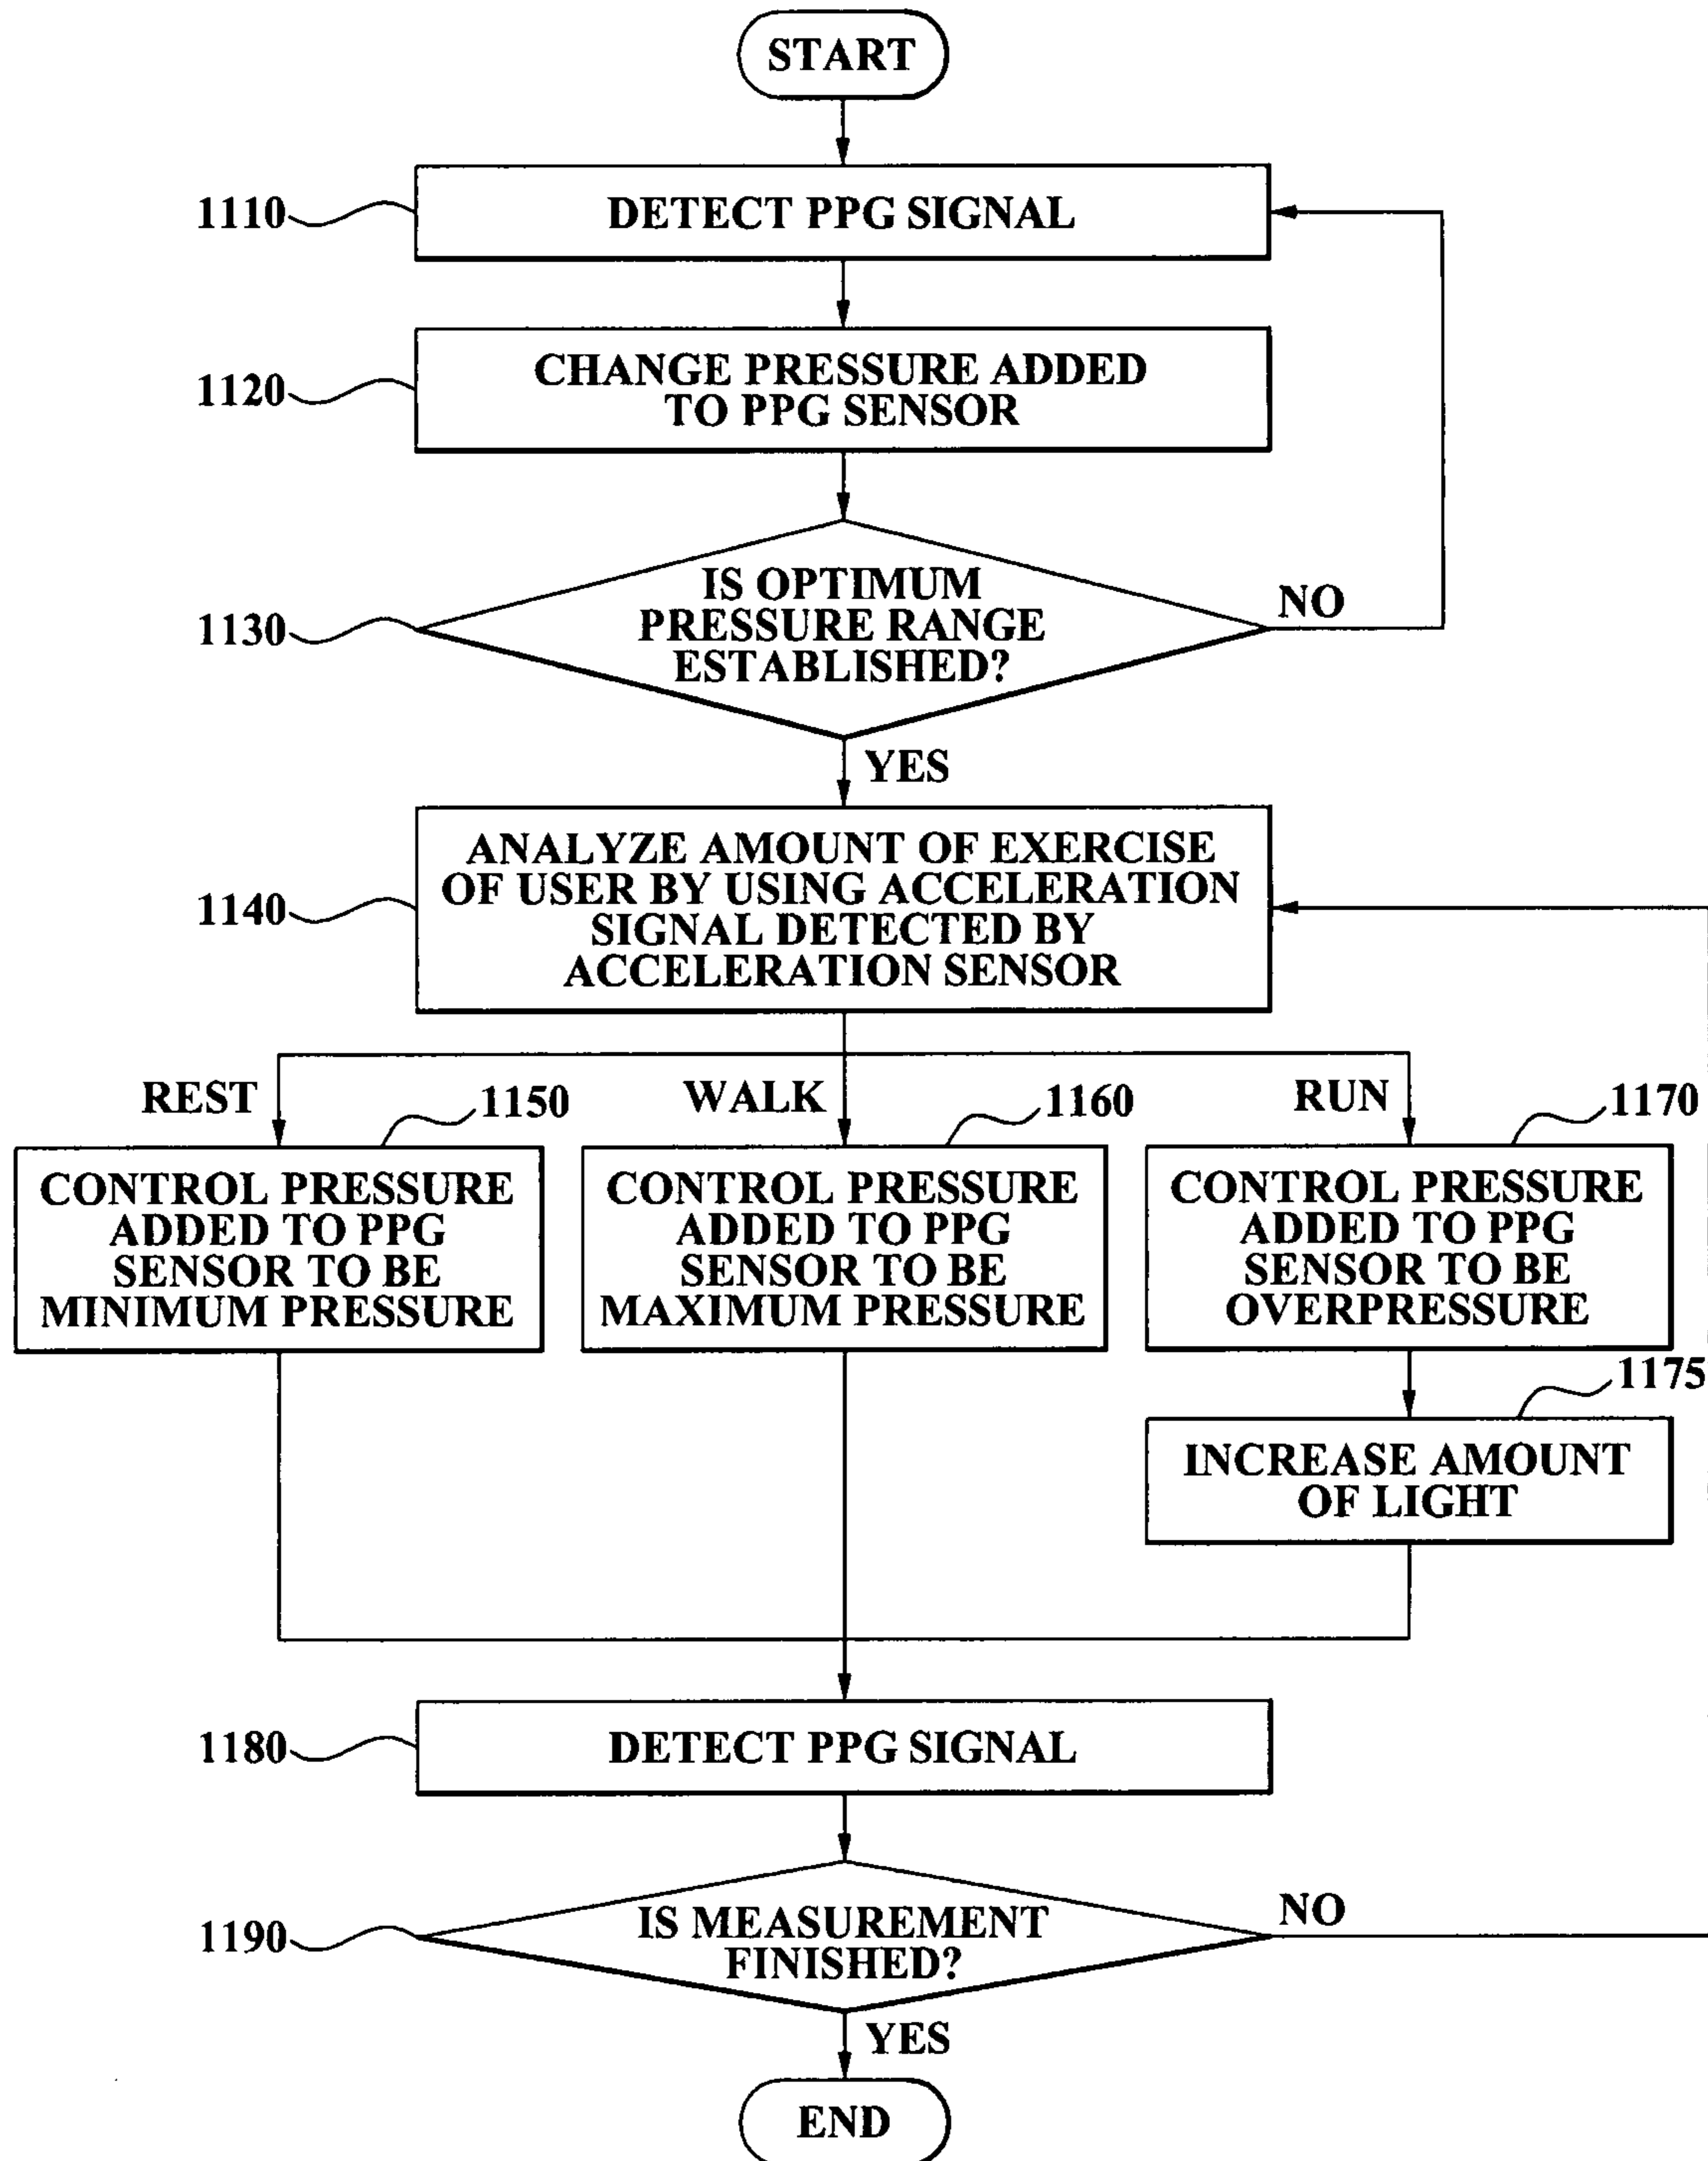 START
1110
DETECT PPG SIGNAL
1120
CHANGE PRESSURE ADDED
TO PPG SENSOR
1130
IS OPTIMUM
PRESSURE RANGE
ESTABLISHED?
NO
YES
1140
ANALYZE AMOUNT OF EXERCISE
OF USER BY USING ACCELERATION
SIGNAL DETECTED BY
ACCELERATION SENSOR
REST
1150
WALK
1160
RUN
1170
CONTROL PRESSURE
ADDED TO PPG
SENSOR TO BE
MINIMUM PRESSURE
CONTROL PRESSURE
ADDED TO PPG
SENSOR TO BE
MAXIMUM PRESSURE
CONTROL PRESSURE
ADDED TO PPG
SENSOR TO BE
OVERPRESSURE
1175
INCREASE AMOUNT
OF LIGHT
1180
DETECT PPG SIGNAL
1190
IS MEASUREMENT
FINISHED?
NO
YES
END